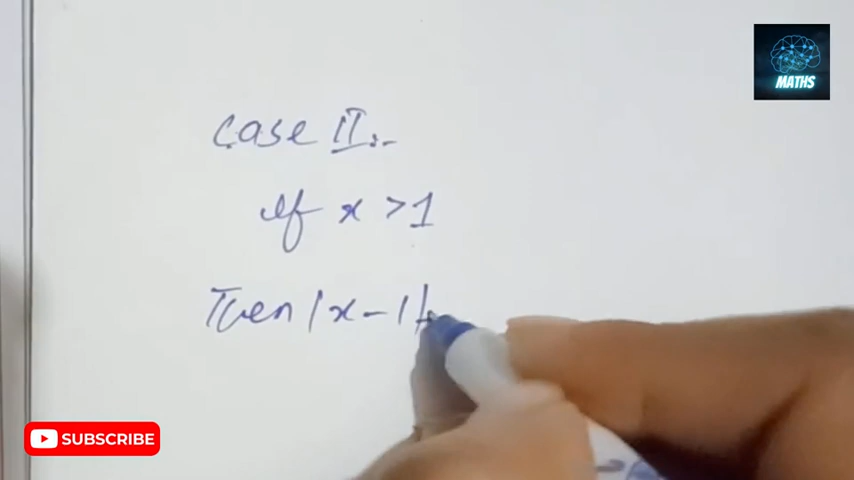 MATHS
Case II:-
If x > 1
Then |x-1|
SUBSCRIBE